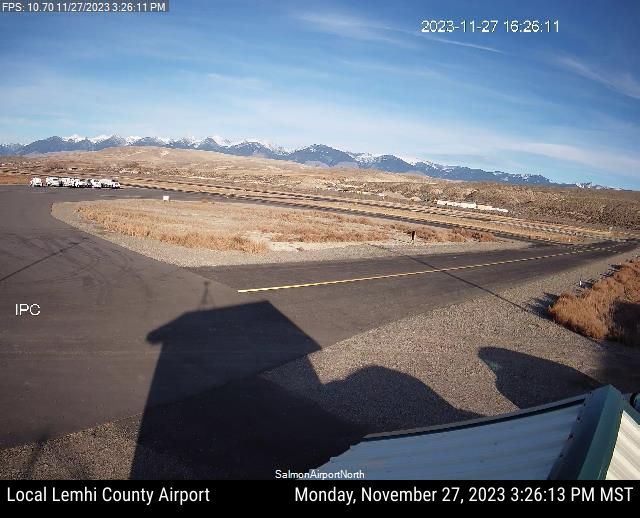 FPS: 10.70 11/27/2023 3:26:11 PM
2023-11-27 16:26:11
IPC
SalmonAirportNorth
Local Lemhi County Airport
Monday, November 27, 2023 3:26:13 PM MST